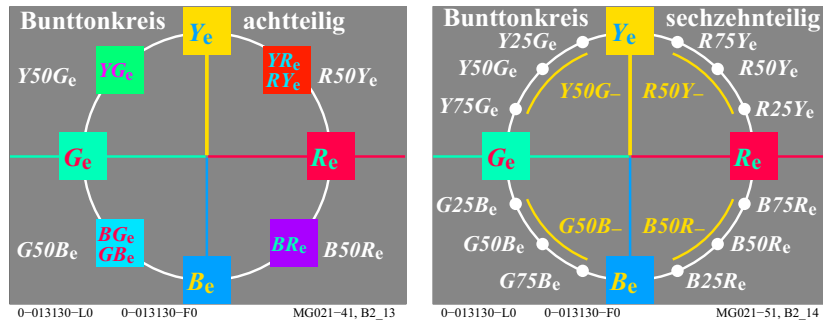 Bunttonkreis achtteilig
Yₑ
YGₑ
YRₑ
RYₑ
Y50Gₑ
R50Yₑ
Gₑ
Rₑ
BGₑ
GBₑ
BRₑ
G50Bₑ
B50Rₑ
Bₑ
0−013130−L0 0−013130−F0 MG021−41, B2_13
Bunttonkreis sechzehnteilig
Yₑ
Y25Gₑ
R75Yₑ
Y50Gₑ
R50Yₑ
Y50G₋
R50Y₋
Y75Gₑ
R25Yₑ
Gₑ
Rₑ
G25Bₑ
B75Rₑ
G50B₋
B50R₋
G50Bₑ
B50Rₑ
G75Bₑ
B25Rₑ
Bₑ
0−013130−L0 0−013130−F0 MG021−51, B2_14